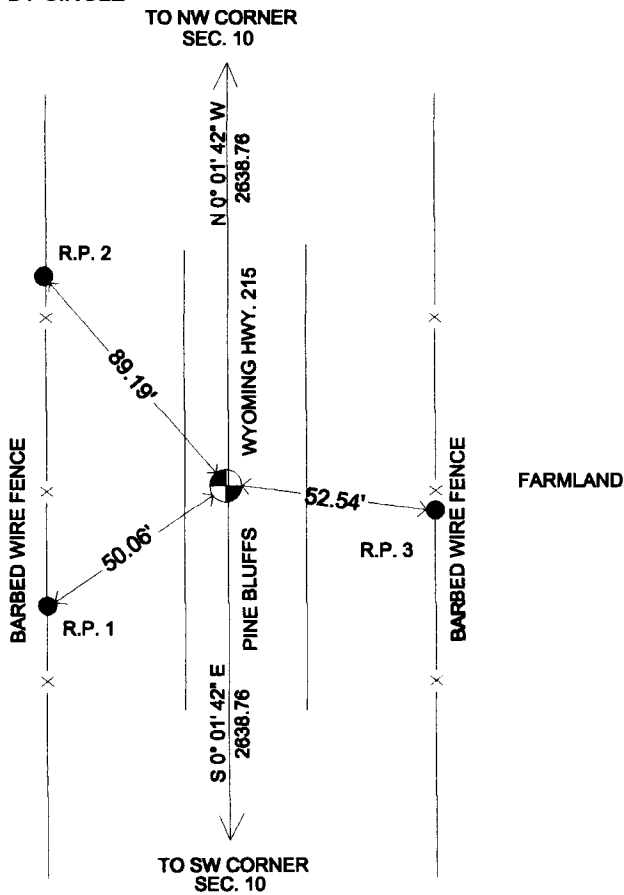 TO NW CORNER
SEC. 10
N 0° 01' 42" W
2638.76
R.P. 2
89.19'
WYOMING HWY. 215
BARBED WIRE FENCE
52.54'
FARMLAND
BARBED WIRE FENCE
R.P. 3
50.06'
R.P. 1
PINE BLUFFS
S 0° 01' 42" E
2638.76
TO SW CORNER
SEC. 10